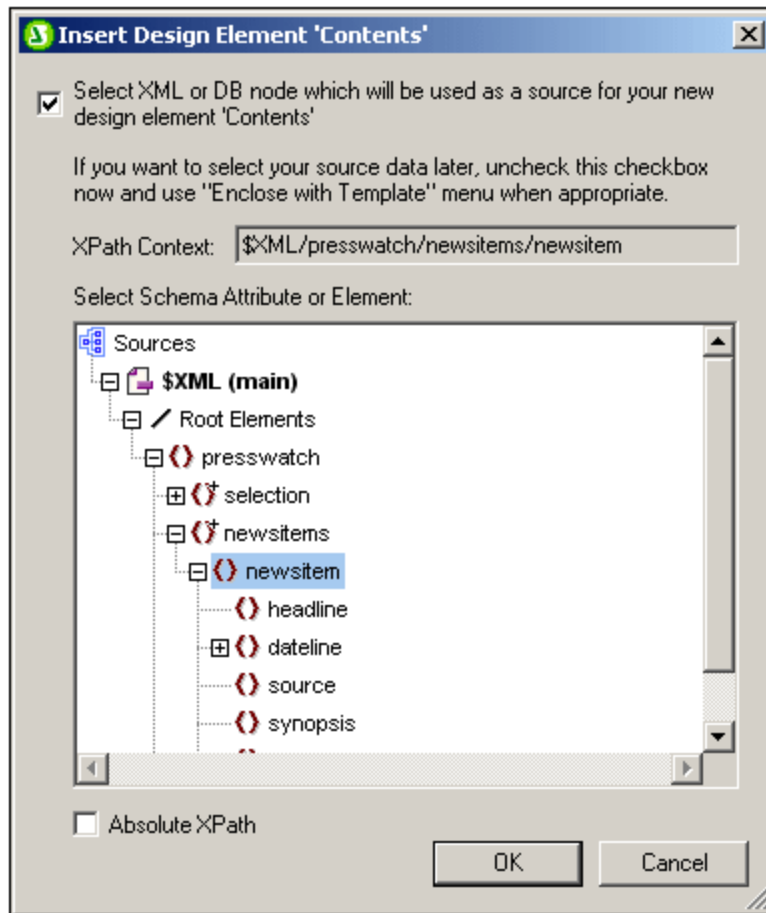 Insert Design Element 'Contents'
Select XML or DB node which will be used as a source for your new
design element 'Contents'
If you want to select your source data later, uncheck this checkbox
now and use "Enclose with Template" menu when appropriate.
XPath Context: $XML/presswatch/newsitems/newsitem
Select Schema Attribute or Element:
Sources
$XML (main)
Root Elements
presswatch
selection
newsitems
newsitem
headline
dateline
source
synopsis
Absolute XPath
OK Cancel